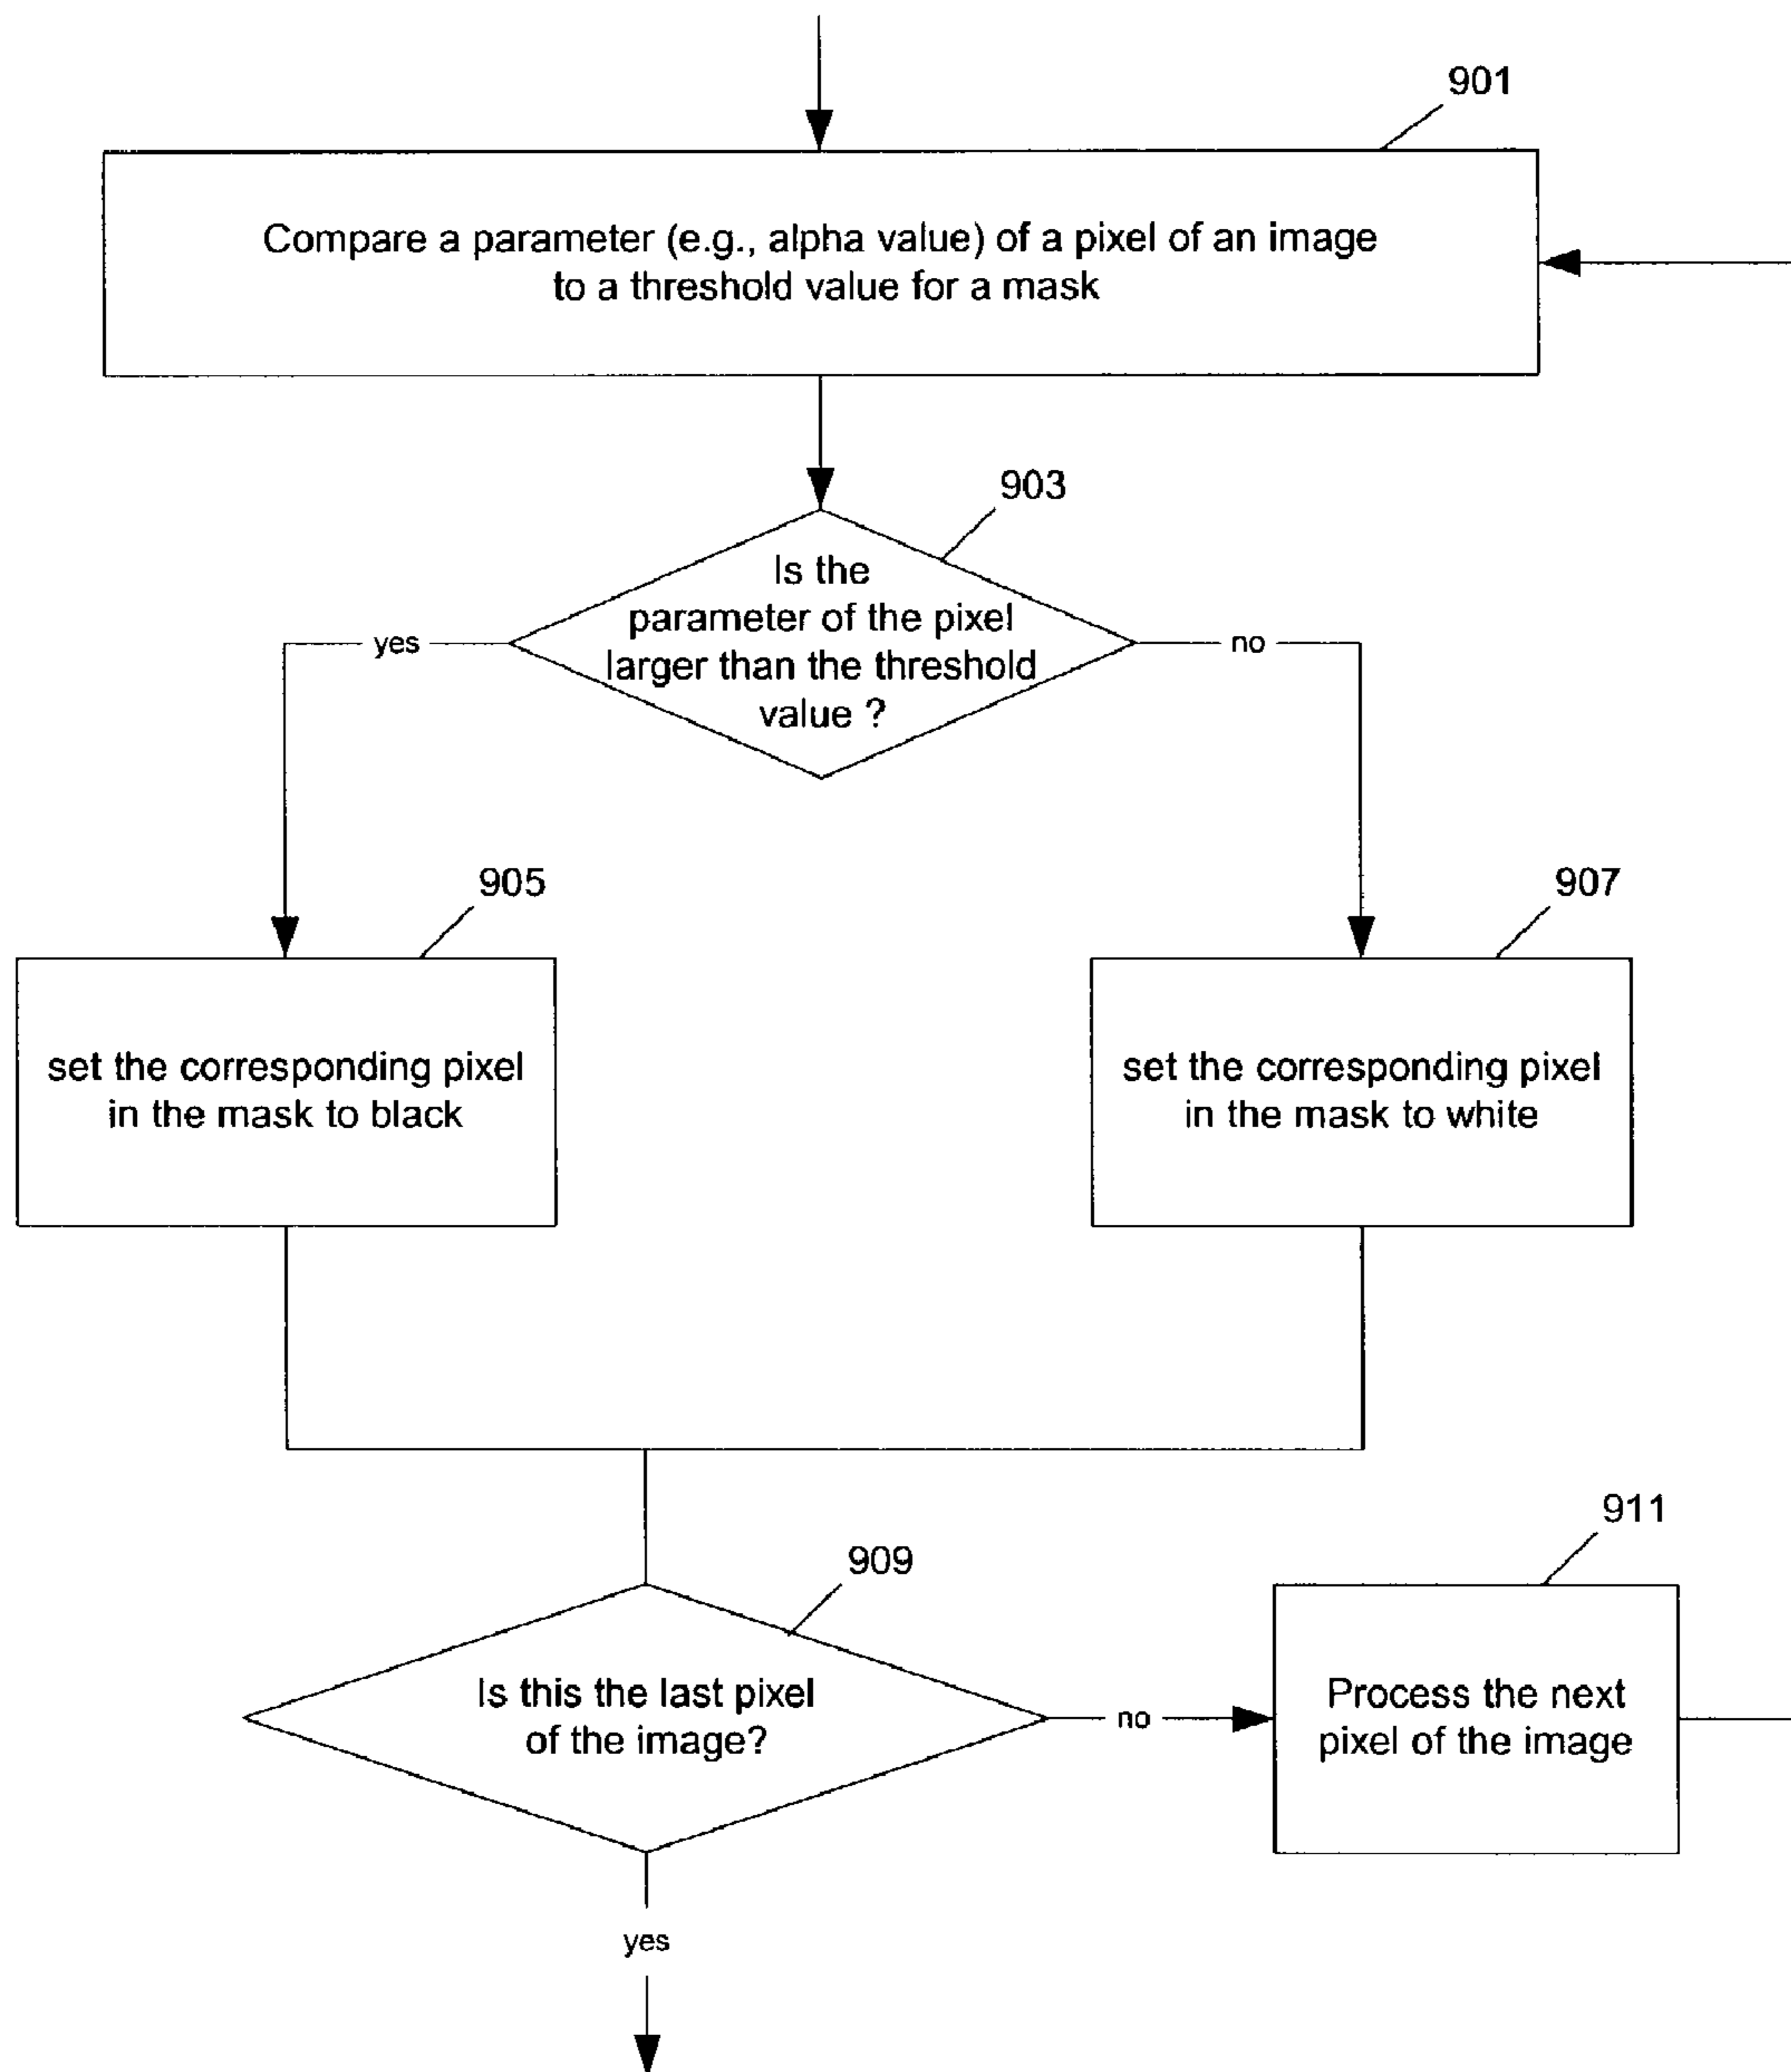 901
Compare a parameter (e.g., alpha value) of a pixel of an image
to a threshold value for a mask
903
Is the
parameter of the pixel
larger than the threshold
value ?
yes
no
905
set the corresponding pixel
in the mask to black
907
set the corresponding pixel
in the mask to white
909
Is this the last pixel
of the image?
no
911
Process the next
pixel of the image
yes